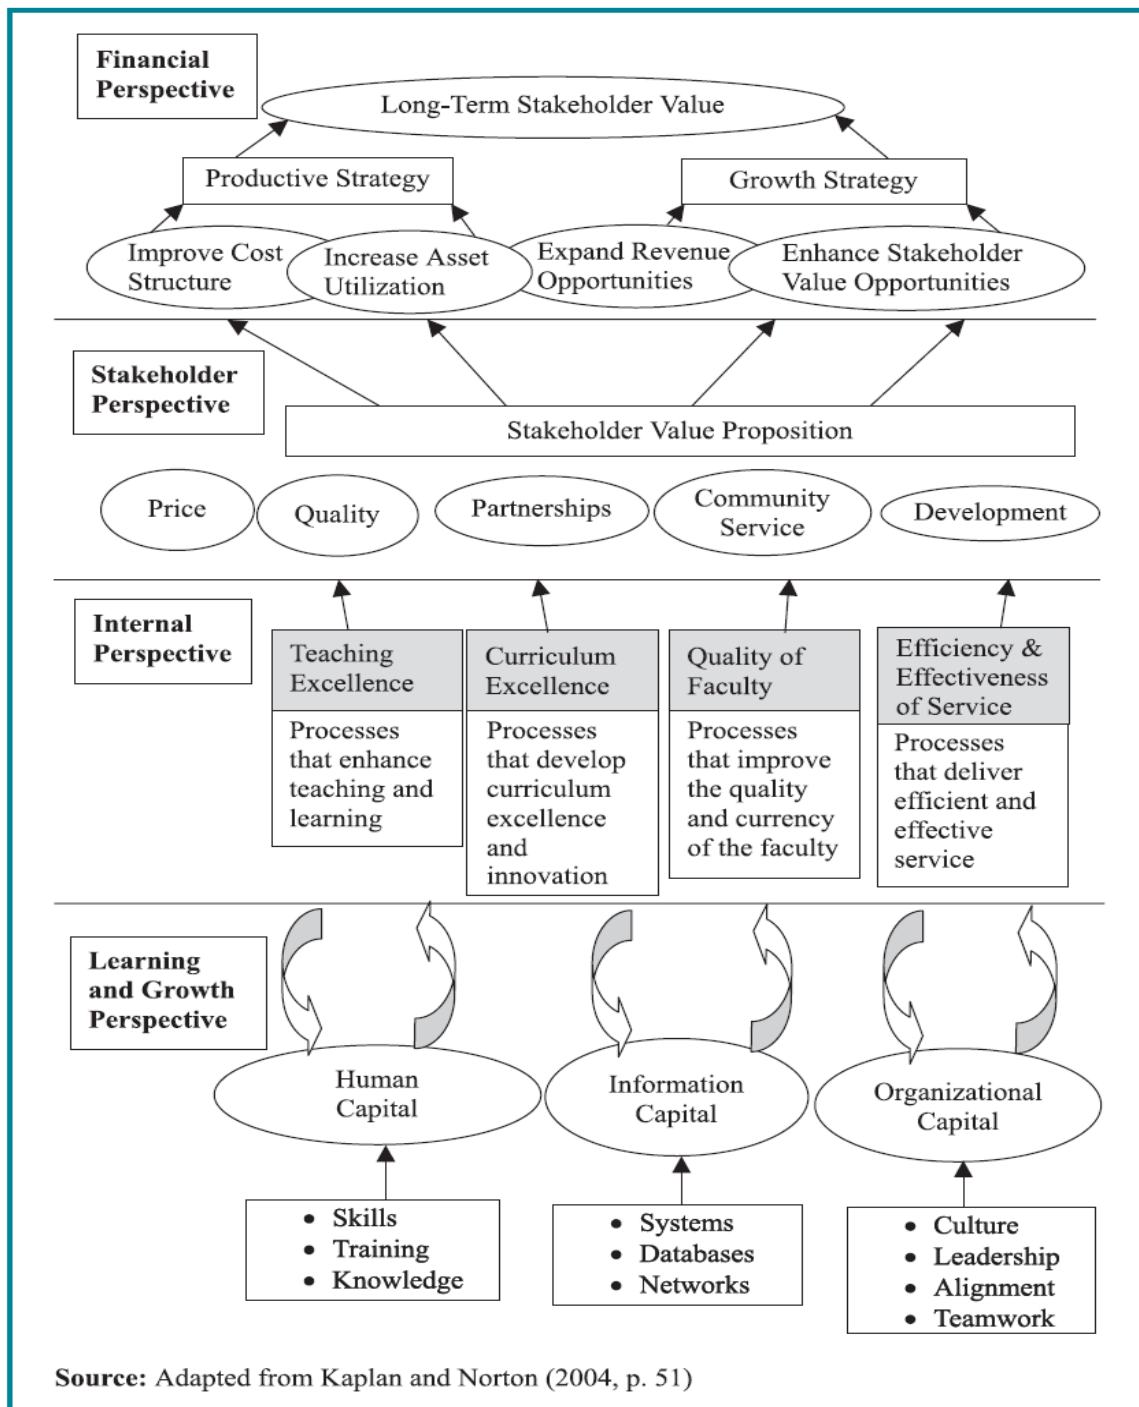 Financial
Perspective
Long-Term Stakeholder Value
Productive Strategy
Growth Strategy
Improve Cost
Structure
Increase Asset
Utilization
Expand Revenue
Opportunities
Enhance Stakeholder
Value Opportunities
Stakeholder
Perspective
Stakeholder Value Proposition
Price
Quality
Partnerships
Community
Service
Development
Internal
Perspective
Teaching
Excellence
Processes
that enhance
teaching and
learning
Curriculum
Excellence
Processes
that develop
curriculum
excellence
and
innovation
Quality of
Faculty
Processes
that improve
the quality
and currency
of the faculty
Efficiency &
Effectiveness
of Service
Processes
that deliver
efficient and
effective
service
Learning
and Growth
Perspective
Human
Capital
Information
Capital
Organizational
Capital
• Skills
• Training
• Knowledge
• Systems
• Databases
• Networks
• Culture
• Leadership
• Alignment
• Teamwork
Source: Adapted from Kaplan and Norton (2004, p. 51)